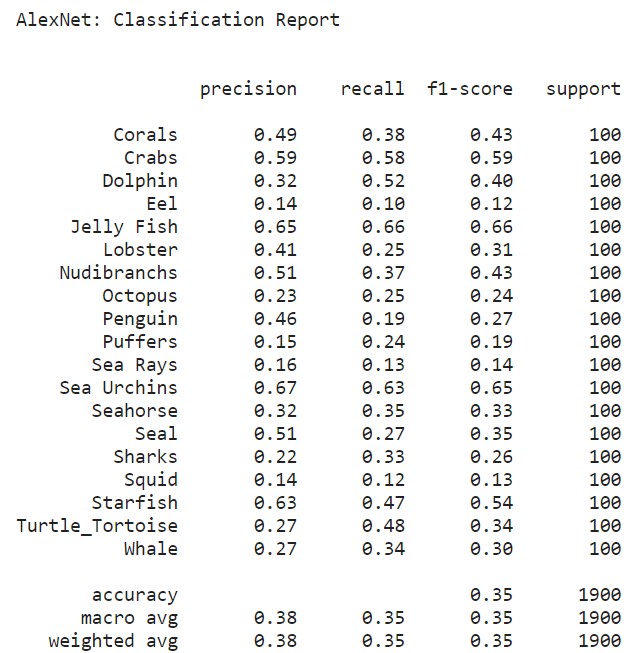 AlexNet: Classification Report
precision recall f1-score support
Corals 0.49 0.38 0.43 100
Crabs 0.59 0.58 0.59 100
Dolphin 0.32 0.52 0.40 100
Eel 0.14 0.10 0.12 100
Jelly Fish 0.65 0.66 0.66 100
Lobster 0.41 0.25 0.31 100
Nudibranchs 0.51 0.37 0.43 100
Octopus 0.23 0.25 0.24 100
Penguin 0.46 0.19 0.27 100
Puffers 0.15 0.24 0.19 100
Sea Rays 0.16 0.13 0.14 100
Sea Urchins 0.67 0.63 0.65 100
Seahorse 0.32 0.35 0.33 100
Seal 0.51 0.27 0.35 100
Sharks 0.22 0.33 0.26 100
Squid 0.14 0.12 0.13 100
Starfish 0.63 0.47 0.54 100
Turtle_Tortoise 0.27 0.48 0.34 100
Whale 0.27 0.34 0.30 100
accuracy 0.35 1900
macro avg 0.38 0.35 0.35 1900
weighted avg 0.38 0.35 0.35 1900